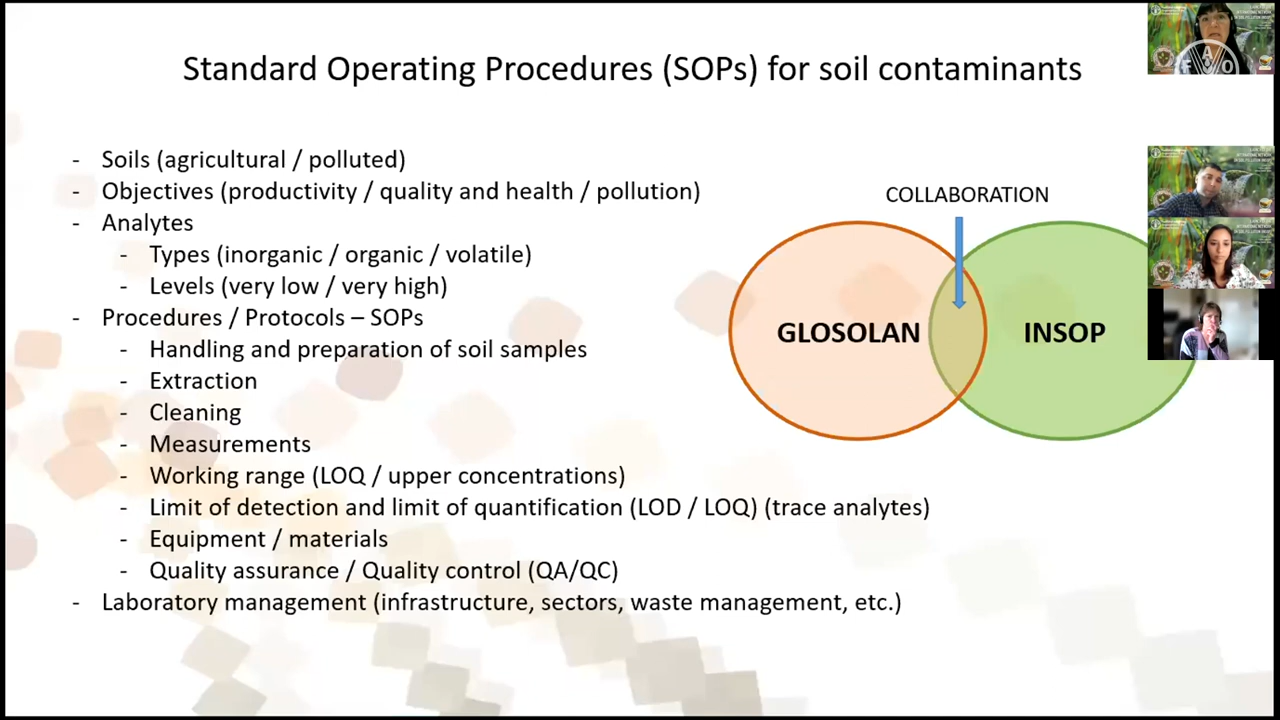 Standard Operating Procedures (SOPs) for soil contaminants
- Soils (agricultural / polluted)
- Objectives (productivity / quality and health / pollution)
- Analytes
- Types (inorganic / organic / volatile)
- Levels (very low / very high)
- Procedures / Protocols – SOPs
- Handling and preparation of soil samples
- Extraction
- Cleaning
- Measurements
- Working range (LOQ / upper concentrations)
- Limit of detection and limit of quantification (LOD / LOQ) (trace analytes)
- Equipment / materials
- Quality assurance / Quality control (QA/QC)
- Laboratory management (infrastructure, sectors, waste management, etc.)
COLLABORATION
GLOSOLAN
INSOP